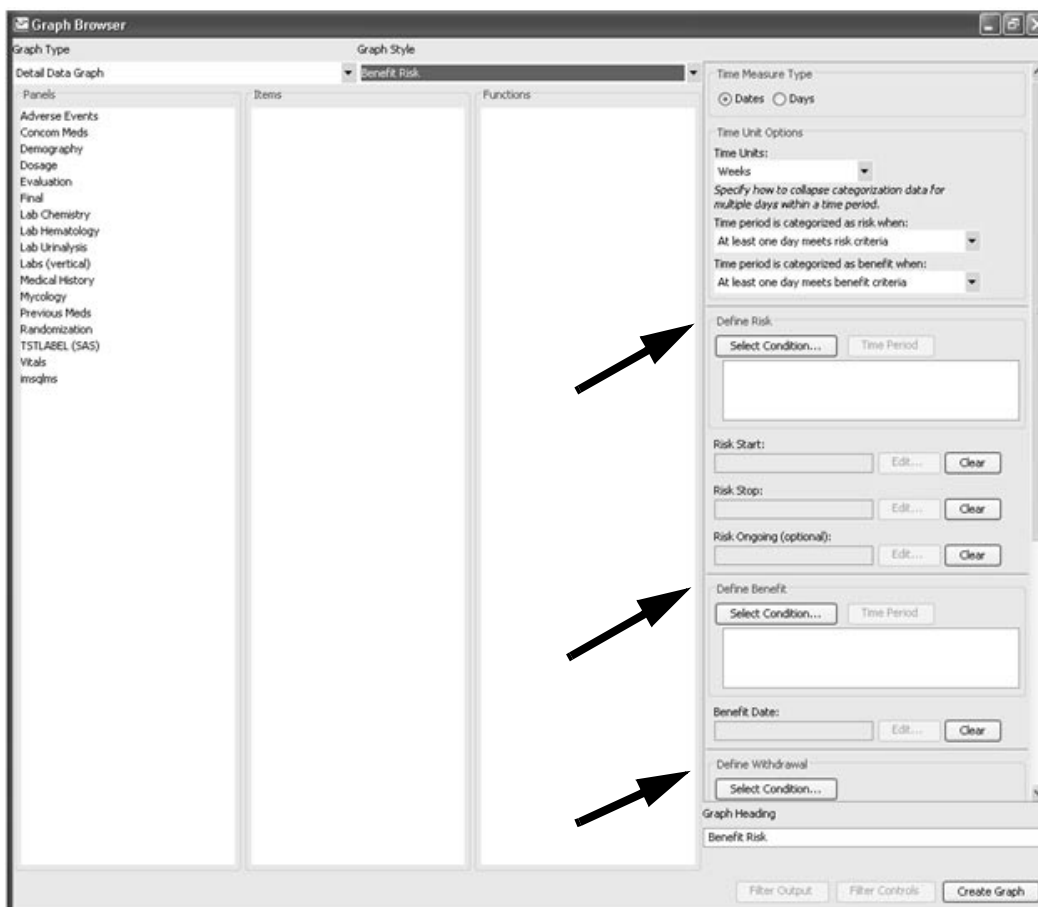 Graph Browser
Graph Type
Graph Style
Detail Data Graph
Benefit Risk
Panels
Items
Functions
Adverse Events
Concom Meds
Demography
Dosage
Evaluation
Final
Lab Chemistry
Lab Hematology
Lab Urinalysis
Labs (vertical)
Medical History
Mycology
Previous Meds
Randomization
TSTLABEL (SAS)
Vitals
imsqlms
Time Measure Type
Dates Days
Time Unit Options
Time Units:
Weeks
Specify how to collapse categorization data for
multiple days within a time period.
Time period is categorized as risk when:
At least one day meets risk criteria
Time period is categorized as benefit when:
At least one day meets benefit criteria
Define Risk
Select Condition... Time Period
Risk Start:
Edit... Clear
Risk Stop:
Edit... Clear
Risk Ongoing (optional):
Edit... Clear
Define Benefit
Select Condition... Time Period
Benefit Date:
Edit... Clear
Define Withdrawal
Select Condition...
Graph Heading
Benefit Risk
Filter Output Filter Controls Create Graph